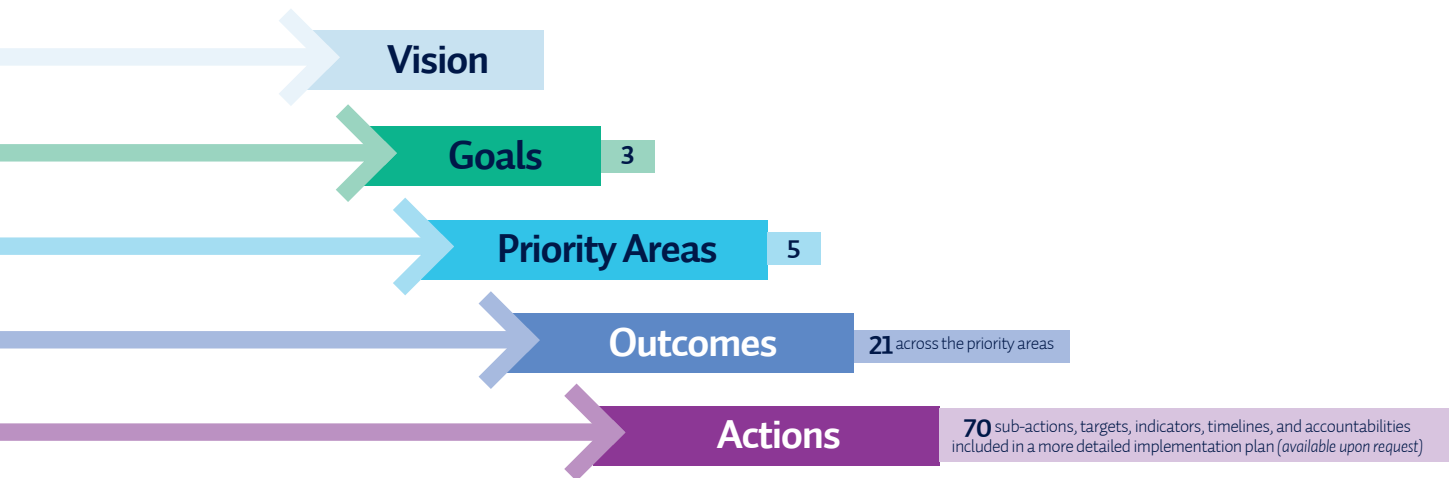 Vision
Goals 3
Priority Areas 5
Outcomes 21 across the priority areas
Actions 70 sub-actions, targets, indicators, timelines, and accountabilities
included in a more detailed implementation plan (available upon request)